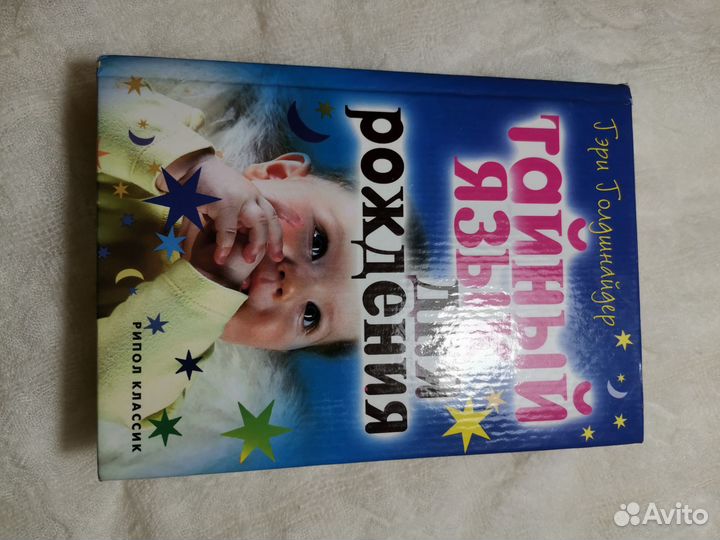 Гэри Голдшнайдер
тайный
язык
дня
рождения
РИПОЛ КЛАССИК
Avito